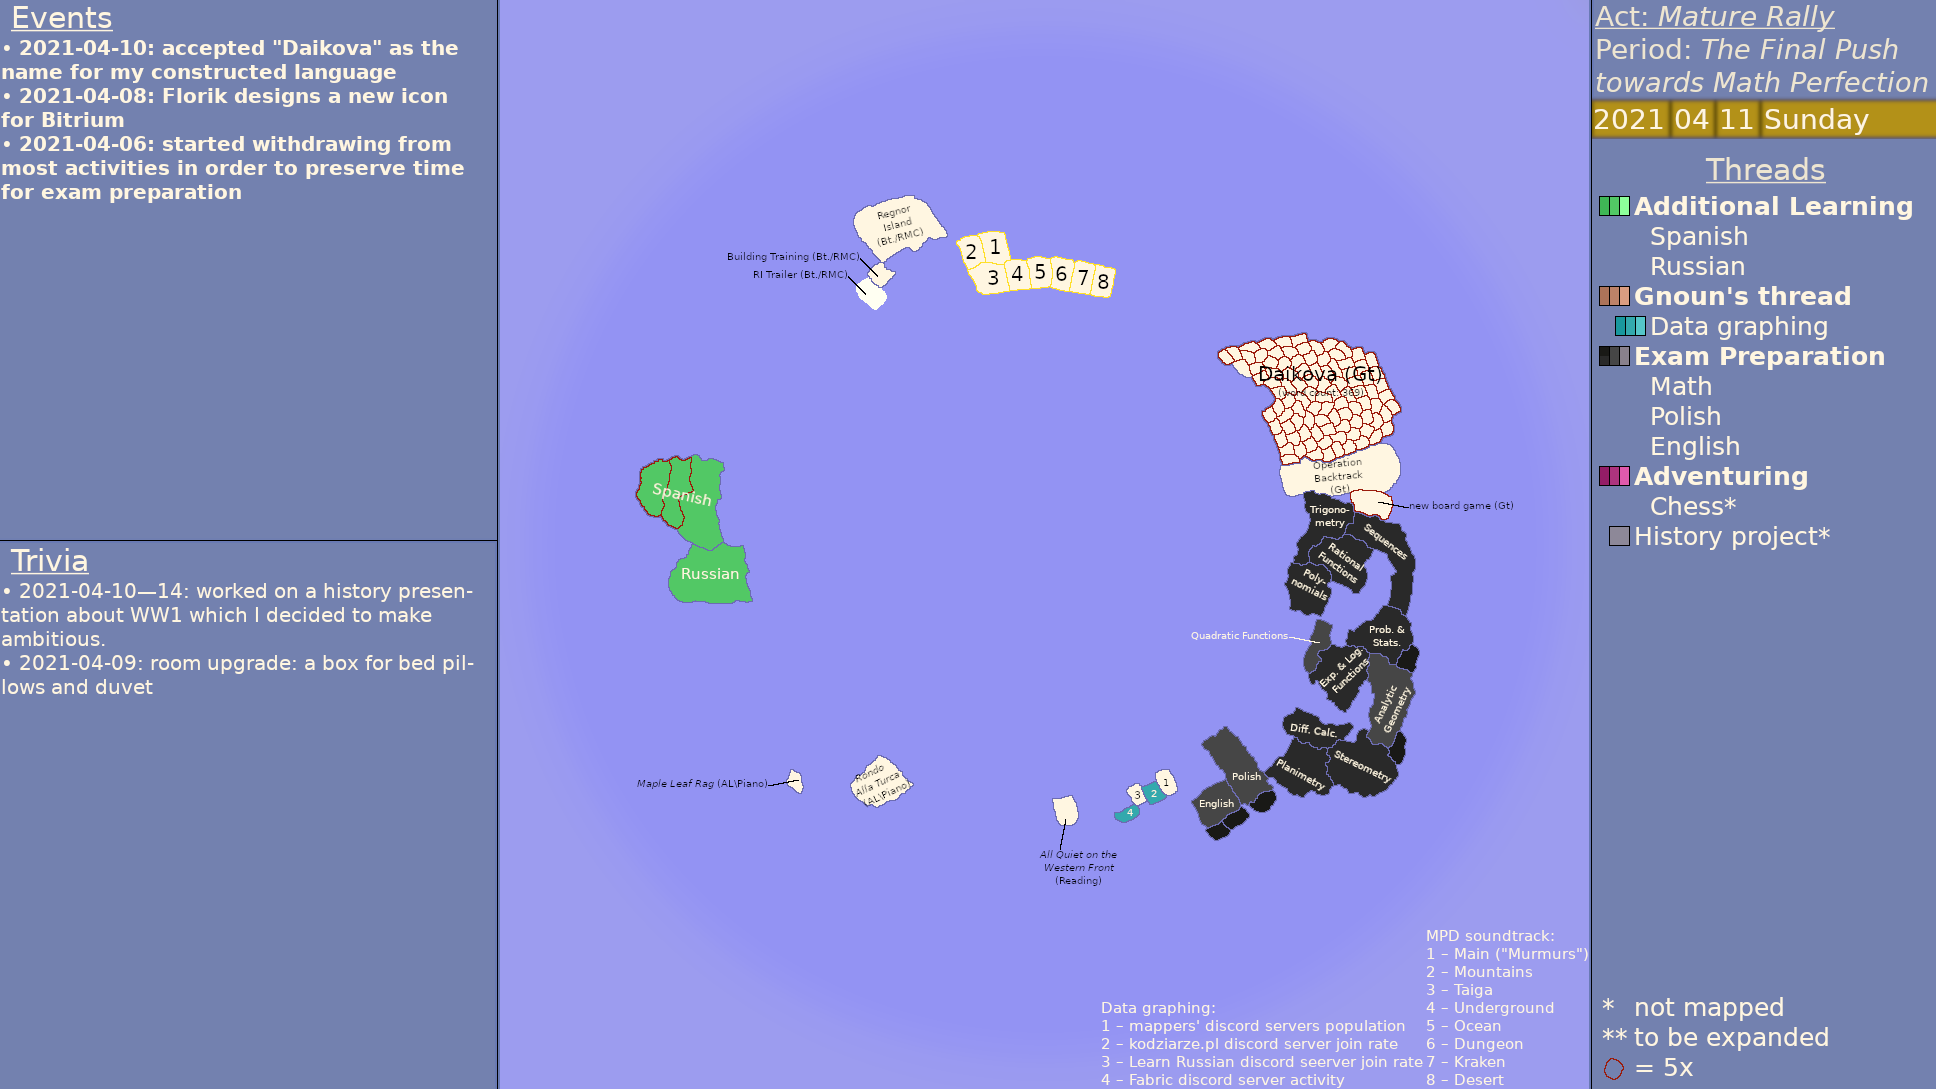 Events
• 2021-04-10: accepted "Daikova" as the
name for my constructed language
• 2021-04-08: Florik designs a new icon
for Bitrium
• 2021-04-06: started withdrawing from
most activities in order to preserve time
for exam preparation
Trivia
• 2021-04-10—14: worked on a history presen-
tation about WW1 which I decided to make
ambitious.
• 2021-04-09: room upgrade: a box for bed pil-
lows and duvet
Regnor
Island
(Bt./RMC)
Building Training (Bt./RMC)
RI Trailer (Bt./RMC)
2
1
3
4
5
6
7
8
Daikova (Gt)
(word count: 369)
Operation
Backtrack
(Gt)
new board game (Gt)
Trigono-
metry
Sequences
Rational
Functions
Poly-
nomials
Spanish
Russian
Quadratic Functions
Prob. &
Stats.
Exp. & Log.
Functions
Analytic
Geometry
Diff. Calc.
Planimetry
Stereometry
Polish
English
Maple Leaf Rag (AL\Piano)
Rondo
Alla Turca
(AL\Piano)
1
2
3
4
All Quiet on the
Western Front
(Reading)
Data graphing:
1 – mappers' discord servers population
2 – kodziarze.pl discord server join rate
3 – Learn Russian discord seerver join rate
4 – Fabric discord server activity
MPD soundtrack:
1 – Main ("Murmurs")
2 – Mountains
3 – Taiga
4 – Underground
5 – Ocean
6 – Dungeon
7 – Kraken
8 – Desert
Act: Mature Rally
Period: The Final Push
towards Math Perfection
2021 04 11 Sunday
Threads
Additional Learning
Spanish
Russian
Gnoun's thread
Data graphing
Exam Preparation
Math
Polish
English
Adventuring
Chess*
History project*
* not mapped
** to be expanded
= 5x